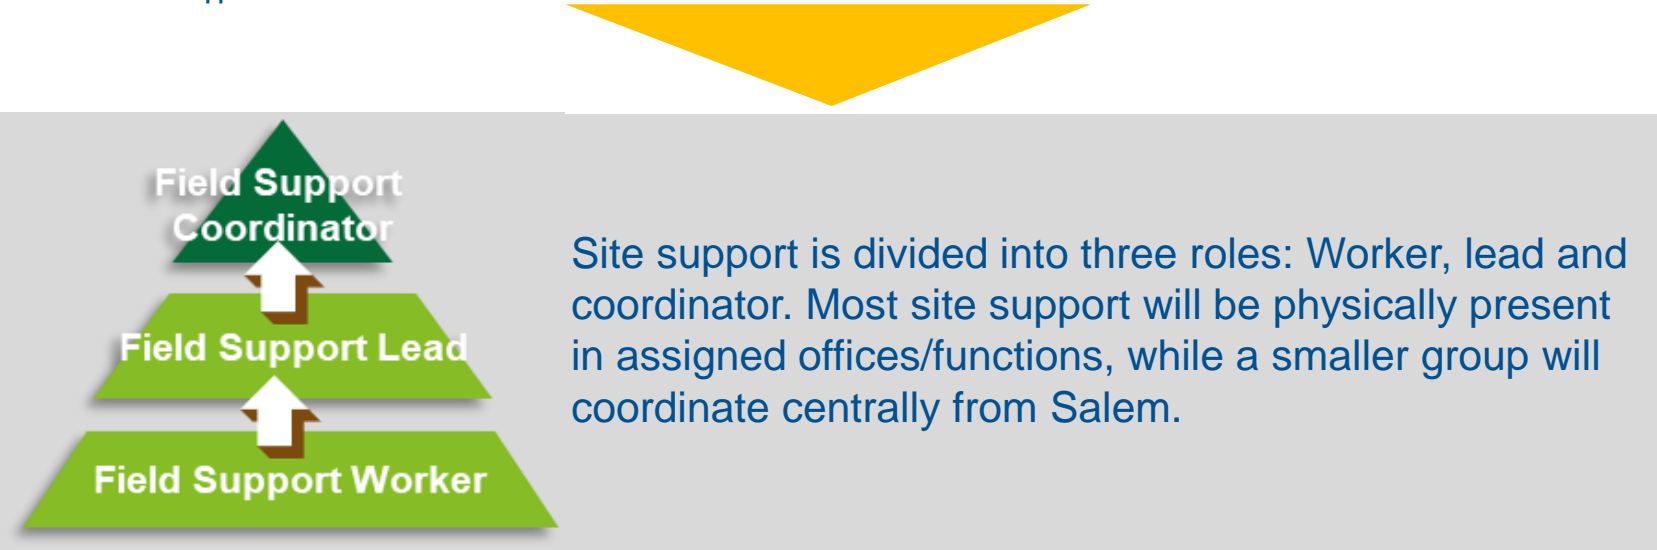 Field Support
Coordinator
Field Support Lead
Field Support Worker
Site support is divided into three roles: Worker, lead and
coordinator. Most site support will be physically present
in assigned offices/functions, while a smaller group will
coordinate centrally from Salem.